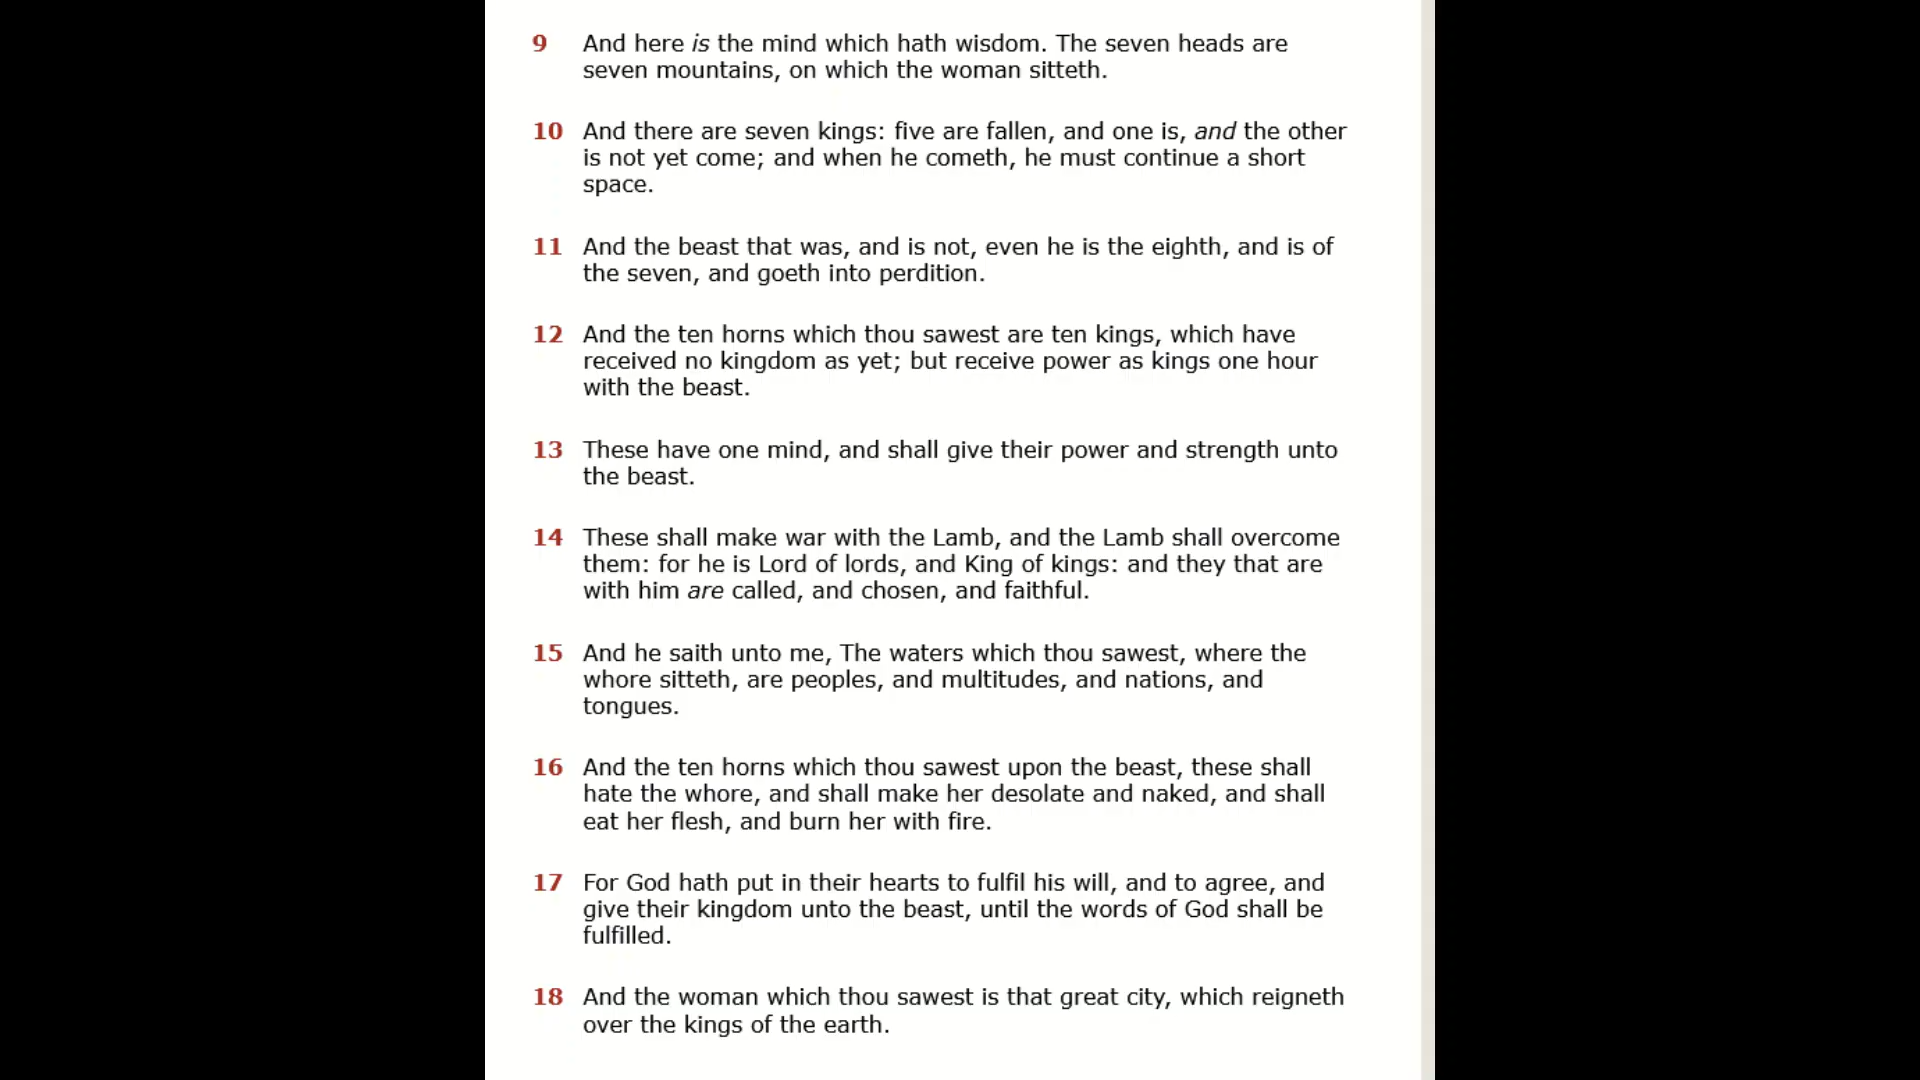 9 And here is the mind which hath wisdom. The seven heads are
seven mountains, on which the woman sitteth.
10 And there are seven kings: five are fallen, and one is, and the other
is not yet come; and when he cometh, he must continue a short
space.
11 And the beast that was, and is not, even he is the eighth, and is of
the seven, and goeth into perdition.
12 And the ten horns which thou sawest are ten kings, which have
received no kingdom as yet; but receive power as kings one hour
with the beast.
13 These have one mind, and shall give their power and strength unto
the beast.
14 These shall make war with the Lamb, and the Lamb shall overcome
them: for he is Lord of lords, and King of kings: and they that are
with him are called, and chosen, and faithful.
15 And he saith unto me, The waters which thou sawest, where the
whore sitteth, are peoples, and multitudes, and nations, and
tongues.
16 And the ten horns which thou sawest upon the beast, these shall
hate the whore, and shall make her desolate and naked, and shall
eat her flesh, and burn her with fire.
17 For God hath put in their hearts to fulfil his will, and to agree, and
give their kingdom unto the beast, until the words of God shall be
fulfilled.
18 And the woman which thou sawest is that great city, which reigneth
over the kings of the earth.